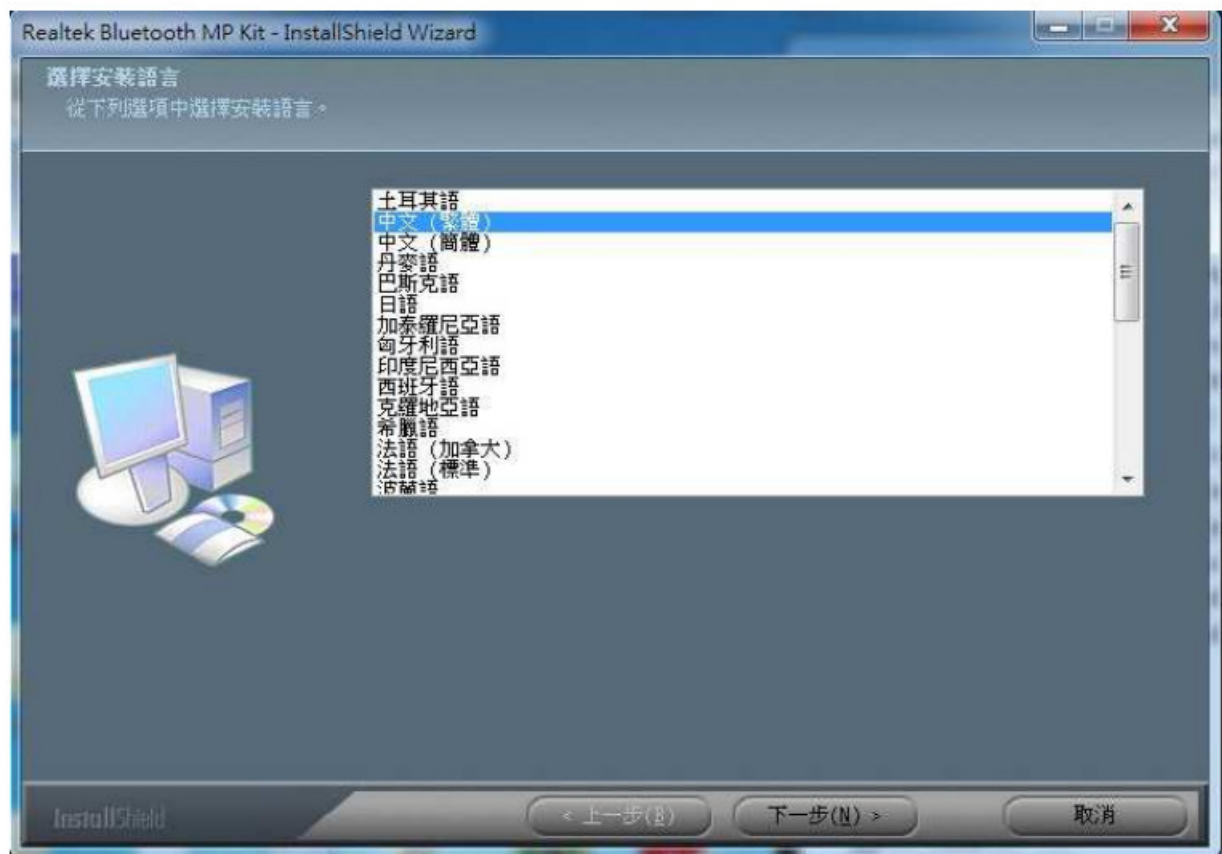 Realtek Bluetooth MP Kit - InstallShield Wizard
選擇安裝語言
從下列選項中選擇安裝語言。
土耳其語
中文 (繁體)
中文 (簡體)
丹麥語
巴斯克語
日語
加泰羅尼亞語
匈牙利語
印度尼西亞語
西班牙語
克羅地亞語
希臘語
法語 (加拿大)
法語 (標準)
波蘭語
InstallShield
< 上一步(B)
下一步(N) >
取消